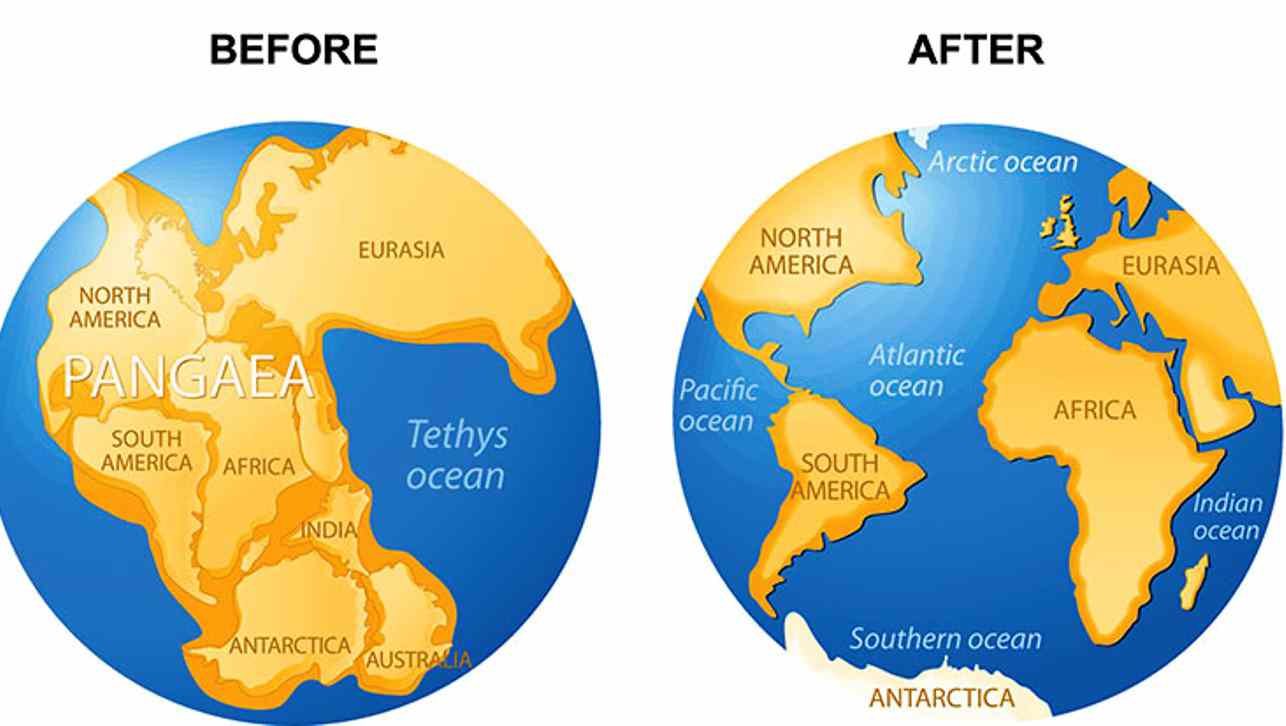 BEFORE
EURASIA
NORTH
AMERICA
PANGAEA
SOUTH
AMERICA
AFRICA
Tethys
ocean
INDIA
ANTARCTICA
AUSTRALIA
AFTER
Arctic ocean
NORTH
AMERICA
EURASIA
Atlantic
ocean
Pacific
ocean
AFRICA
SOUTH
AMERICA
Indian
ocean
Southern ocean
ANTARCTICA